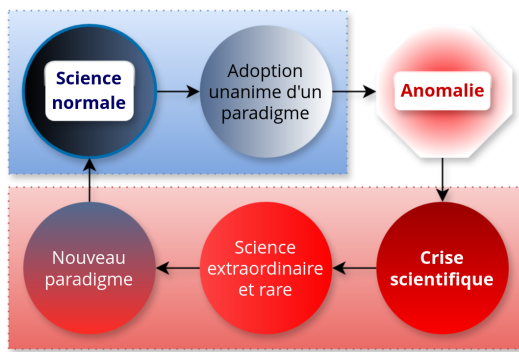 Science
normale
Adoption
unanime d'un
paradigme
Anomalie
Nouveau
paradigme
Science
extraordinaire
et rare
Crise
scientifique